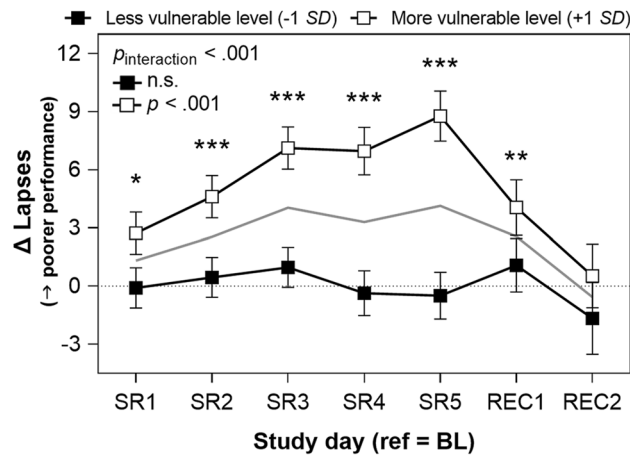 Less vulnerable level (-1 SD) More vulnerable level (+1 SD)
p interaction < .001
n.s.
p < .001
* *** *** *** *** **
12
9
6
3
0
-3
Δ Lapses
(→ poorer performance)
SR1 SR2 SR3 SR4 SR5 REC1 REC2
Study day (ref = BL)